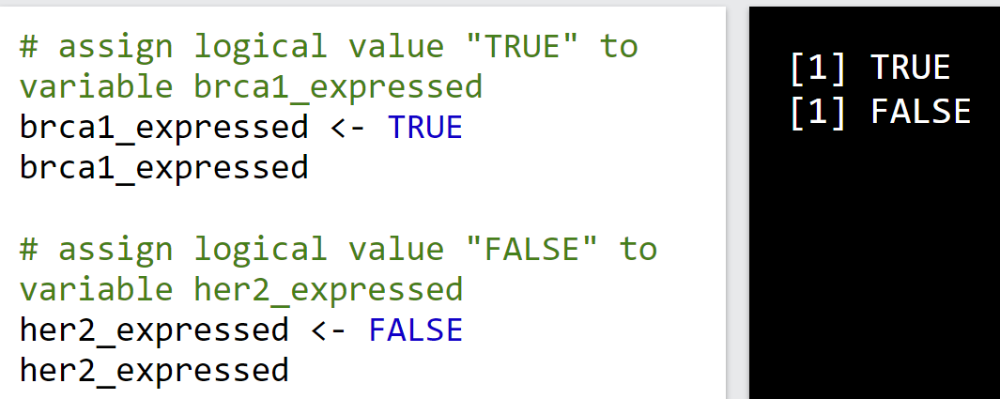 # assign logical value "TRUE" to
variable brca1_expressed
brca1_expressed <- TRUE
brca1_expressed
# assign logical value "FALSE" to
variable her2_expressed
her2_expressed <- FALSE
her2_expressed
[1] TRUE
[1] FALSE